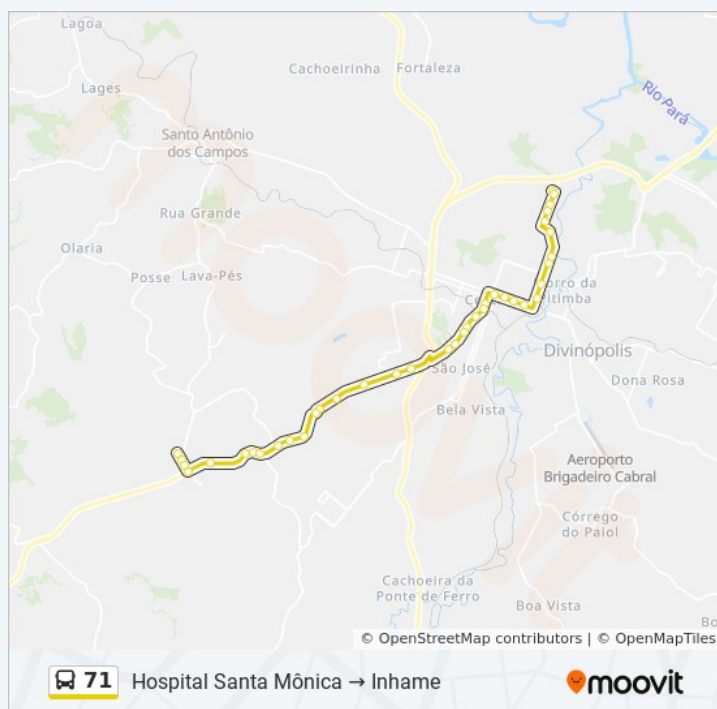 Lagoa
Cachoeirinha
Fortaleza
Lages
Rio Pará
Santo Antônio
dos Campos
Rua Grande
Olaria
Posse
Lava-Pés
Pitimba
Divinópolis
São José
Dona Rosa
Bela Vista
Aeroporto
Brigadeiro Cabral
Córrego
do Paiol
Cachoeira da
Ponte de Ferro
Boa Vista
Bo
© OpenStreetMap contributors | © OpenMapTiles
71 Hospital Santa Mônica → Inhame
moovit